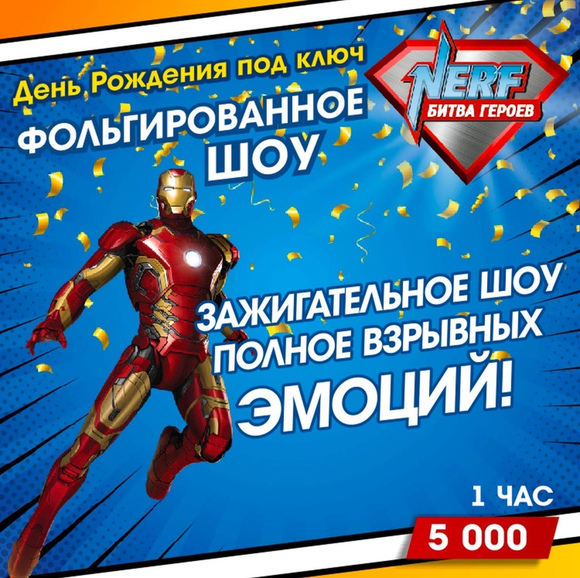 День Рождения под ключ
ФОЛЬГИРОВАННОЕ
ШОУ
NERF
БИТВА ГЕРОЕВ
ЗАЖИГАТЕЛЬНОЕ ШОУ
ПОЛНОЕ ВЗРЫВНЫХ
ЭМОЦИЙ!
1 ЧАС
5 000